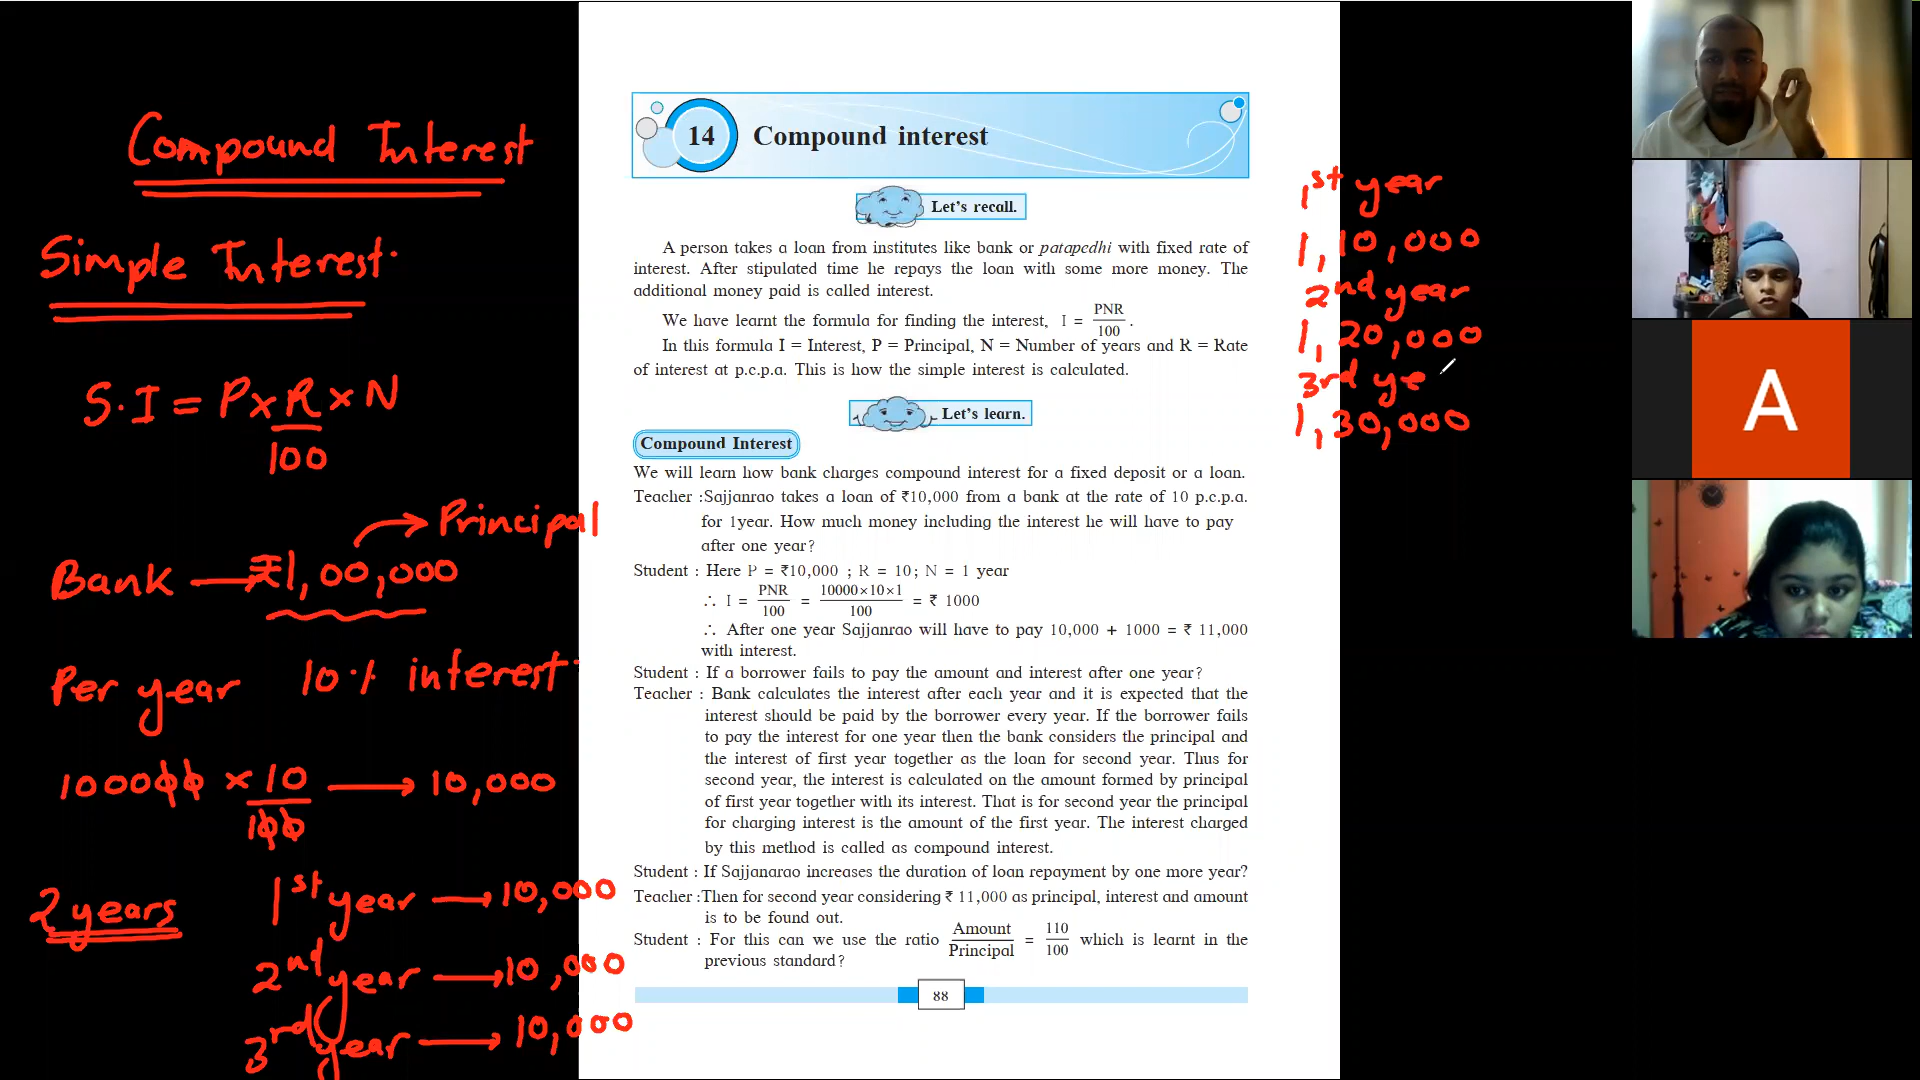 Compound Interest
Simple Interest.
S.I = P×R×N
100
Principal
Bank → ₹1,00,000
Per year 10% interest.
100000 × 10 → 10,000
100
2 years
1st year → 10,000
2nd year → 10,000
3rd year → 10,000
14 Compound interest
Let's recall.
A person takes a loan from institutes like bank or patapedhi with fixed rate of
interest. After stipulated time he repays the loan with some more money. The
additional money paid is called interest.
We have learnt the formula for finding the interest, I = PNR/100 .
In this formula I = Interest, P = Principal, N = Number of years and R = Rate
of interest at p.c.p.a. This is how the simple interest is calculated.
Let's learn.
Compound Interest
We will learn how bank charges compound interest for a fixed deposit or a loan.
Teacher :Sajjanrao takes a loan of ₹10,000 from a bank at the rate of 10 p.c.p.a.
for 1year. How much money including the interest he will have to pay
after one year?
Student : Here P = ₹10,000 ; R = 10; N = 1 year
∴ I = PNR/100 = 10000×10×1/100 = ₹ 1000
∴ After one year Sajjanrao will have to pay 10,000 + 1000 = ₹ 11,000
with interest.
Student : If a borrower fails to pay the amount and interest after one year?
Teacher : Bank calculates the interest after each year and it is expected that the
interest should be paid by the borrower every year. If the borrower fails
to pay the interest for one year then the bank considers the principal and
the interest of first year together as the loan for second year. Thus for
second year, the interest is calculated on the amount formed by principal
of first year together with its interest. That is for second year the principal
for charging interest is the amount of the first year. The interest charged
by this method is called as compound interest.
Student : If Sajjanarao increases the duration of loan repayment by one more year?
Teacher :Then for second year considering ₹ 11,000 as principal, interest and amount
is to be found out.
Student : For this can we use the ratio Amount/Principal = 110/100 which is learnt in the
previous standard?
88
1st year
1,10,000
2nd year
1,20,000
3rd ye
1,30,000
A